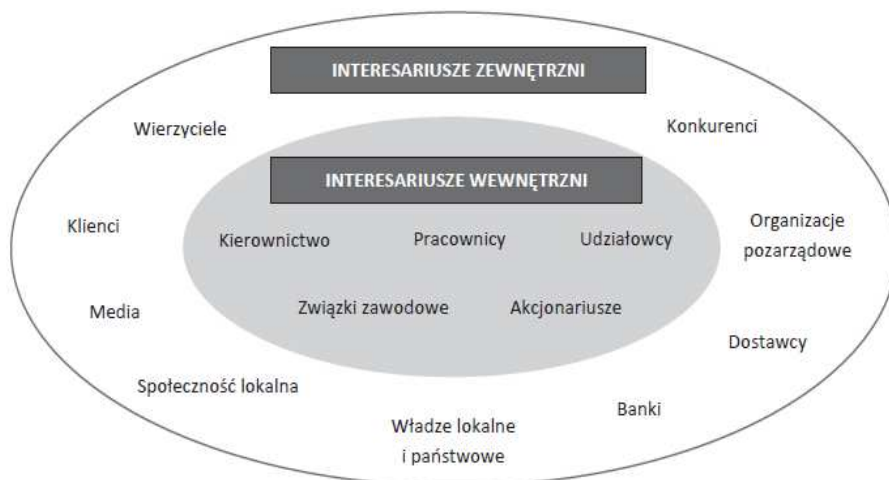 INTERESARIUSZE ZEWNĘTRZNI
Wierzyciele
Konkurenci
INTERESARIUSZE WEWNĘTRZNI
Klienci
Kierownictwo
Pracownicy
Udziałowcy
Organizacje
pozarządowe
Media
Związki zawodowe
Akcjonariusze
Dostawcy
Społeczność lokalna
Władze lokalne
i państwowe
Banki